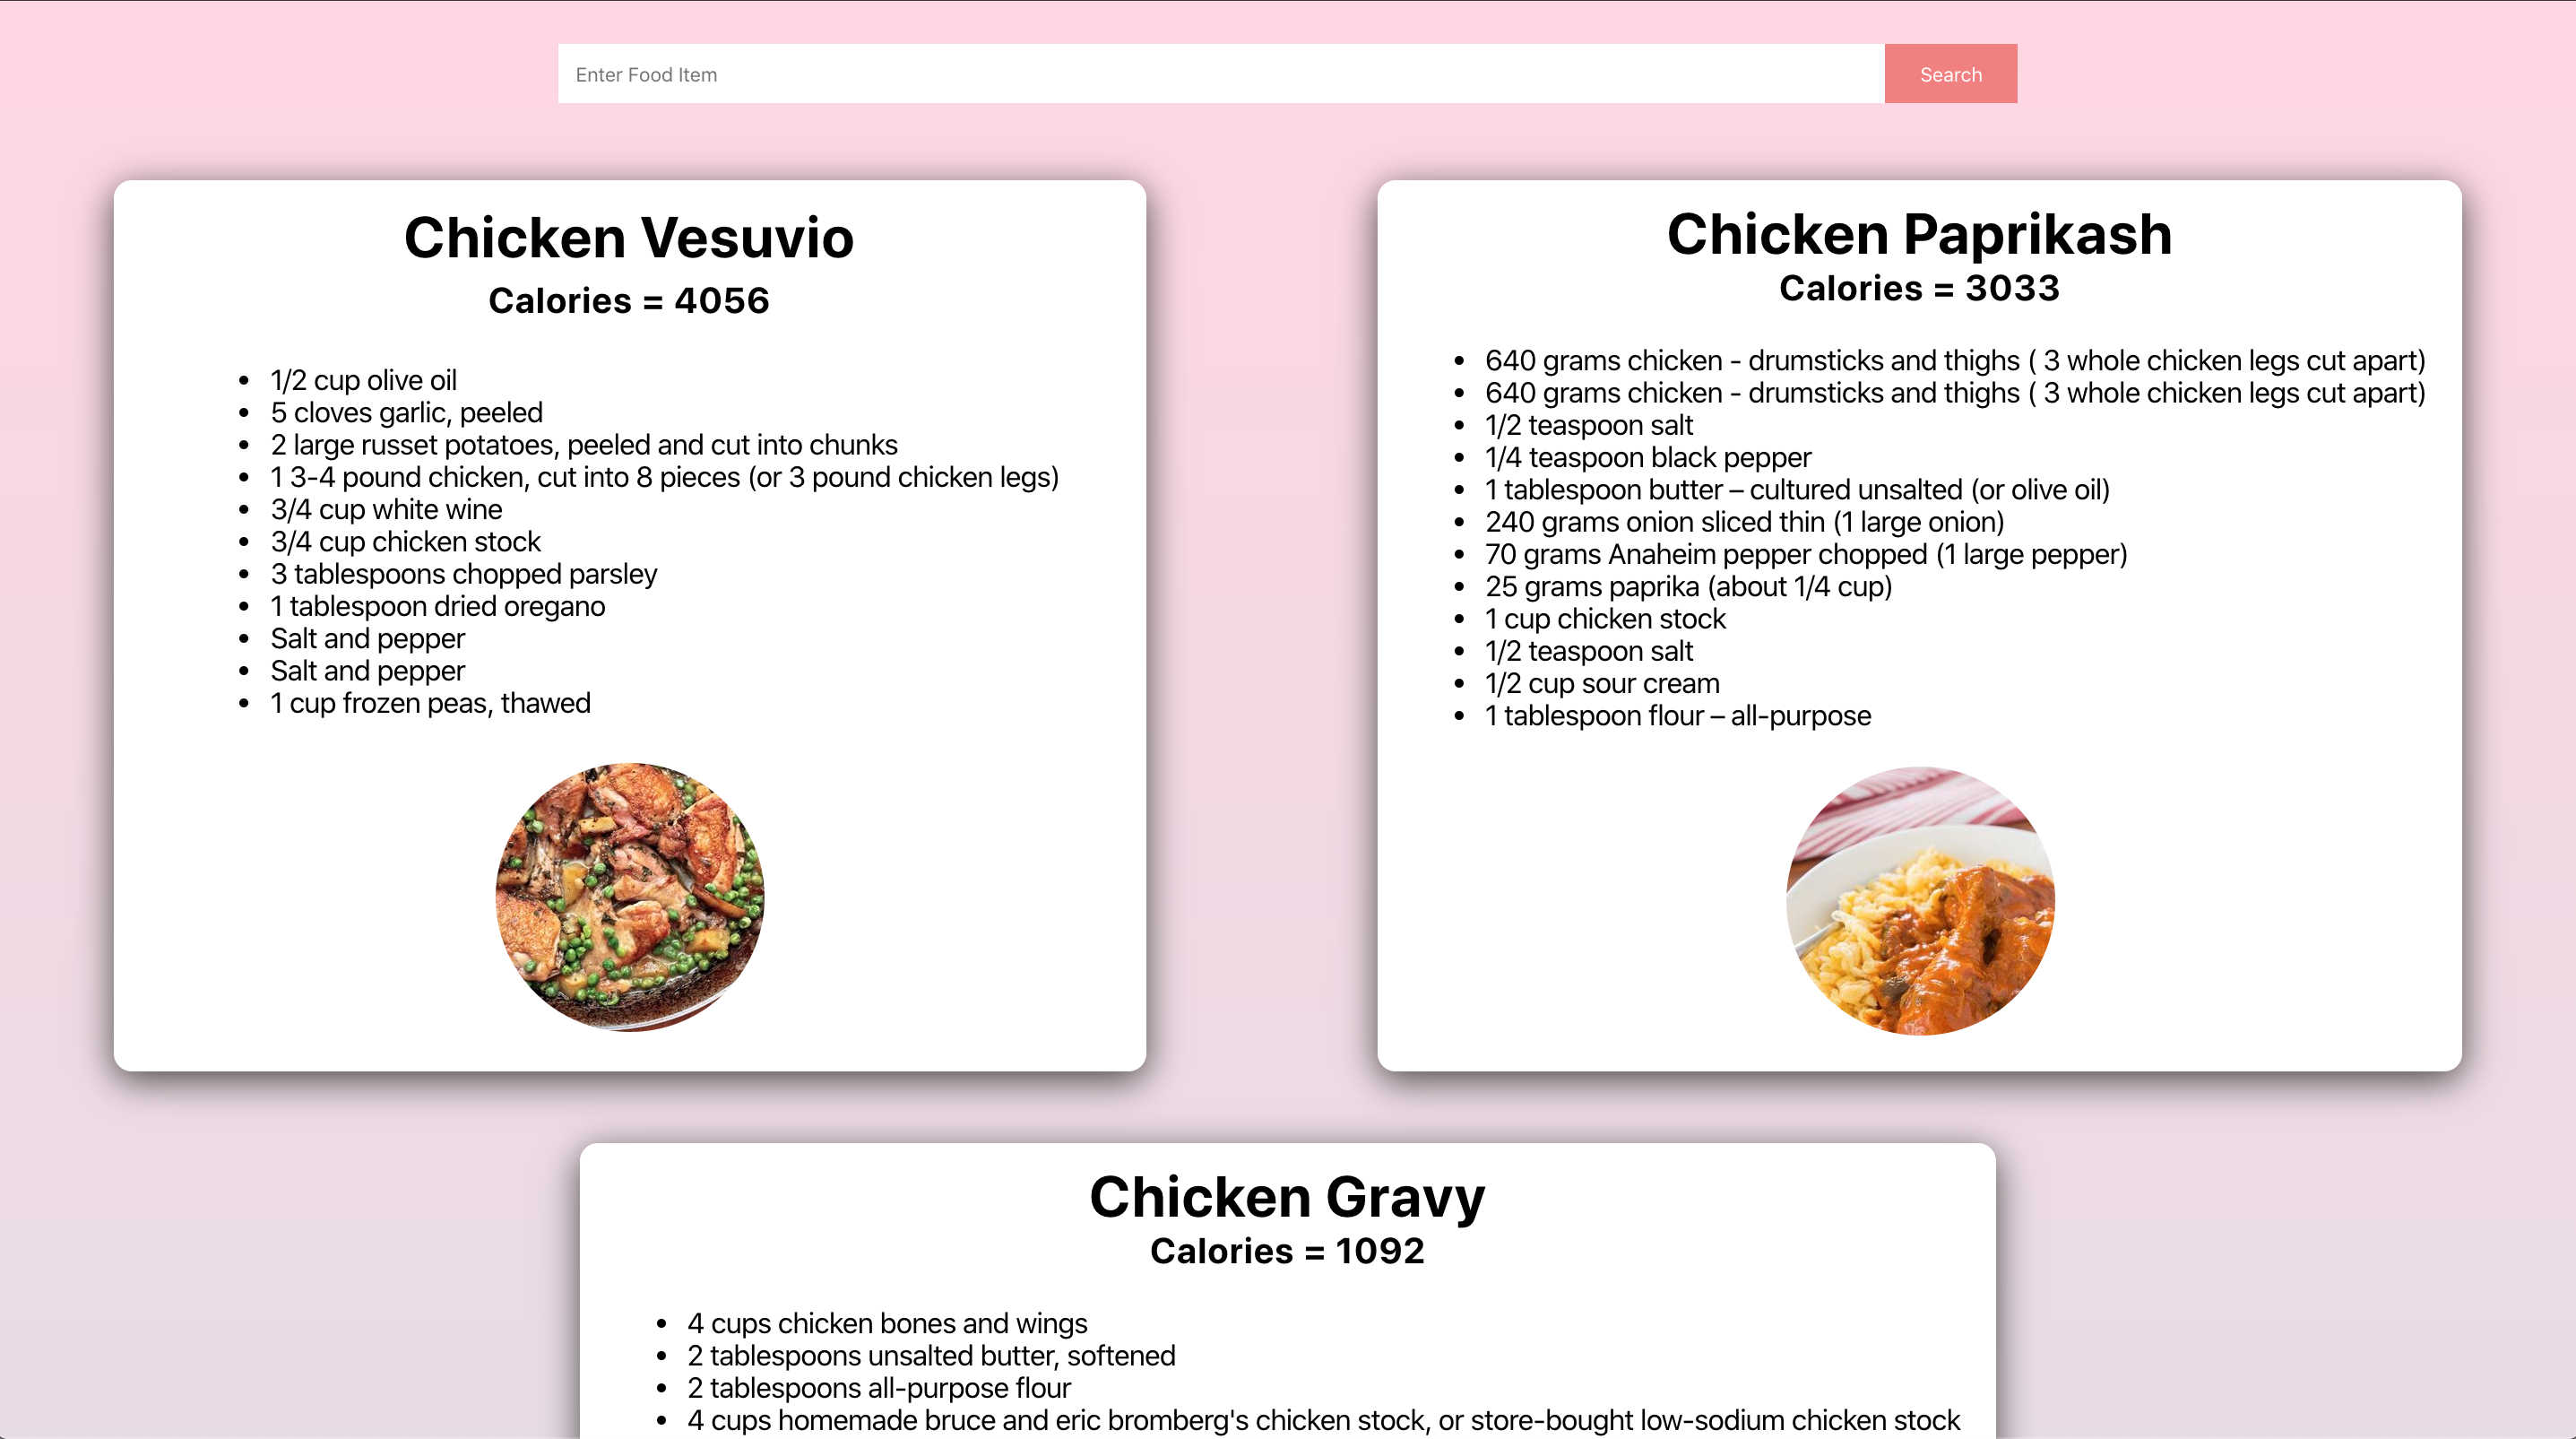 Enter Food Item
Search
Chicken Vesuvio
Calories = 4056
• 1/2 cup olive oil
• 5 cloves garlic, peeled
• 2 large russet potatoes, peeled and cut into chunks
• 1 3-4 pound chicken, cut into 8 pieces (or 3 pound chicken legs)
• 3/4 cup white wine
• 3/4 cup chicken stock
• 3 tablespoons chopped parsley
• 1 tablespoon dried oregano
• Salt and pepper
• Salt and pepper
• 1 cup frozen peas, thawed
Chicken Paprikash
Calories = 3033
• 640 grams chicken - drumsticks and thighs ( 3 whole chicken legs cut apart)
• 640 grams chicken - drumsticks and thighs ( 3 whole chicken legs cut apart)
• 1/2 teaspoon salt
• 1/4 teaspoon black pepper
• 1 tablespoon butter – cultured unsalted (or olive oil)
• 240 grams onion sliced thin (1 large onion)
• 70 grams Anaheim pepper chopped (1 large pepper)
• 25 grams paprika (about 1/4 cup)
• 1 cup chicken stock
• 1/2 teaspoon salt
• 1/2 cup sour cream
• 1 tablespoon flour – all-purpose
Chicken Gravy
Calories = 1092
• 4 cups chicken bones and wings
• 2 tablespoons unsalted butter, softened
• 2 tablespoons all-purpose flour
• 4 cups homemade bruce and eric bromberg's chicken stock, or store-bought low-sodium chicken stock